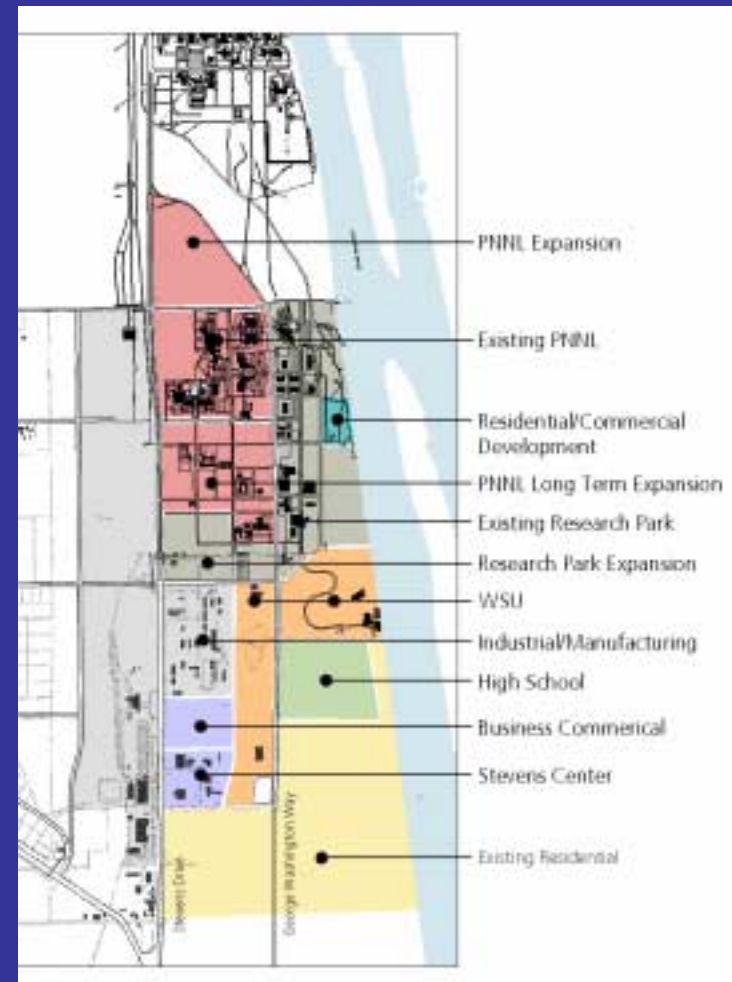 PNNL Expansion
Existing PNNL
Residential/Commercial
Development
PNNL Long Term Expansion
Existing Research Park
Research Park Expansion
WSU
Industrial/Manufacturing
High School
Business Commerical
Stevens Center
Existing Residential
Stevens Drive
George Washington Way